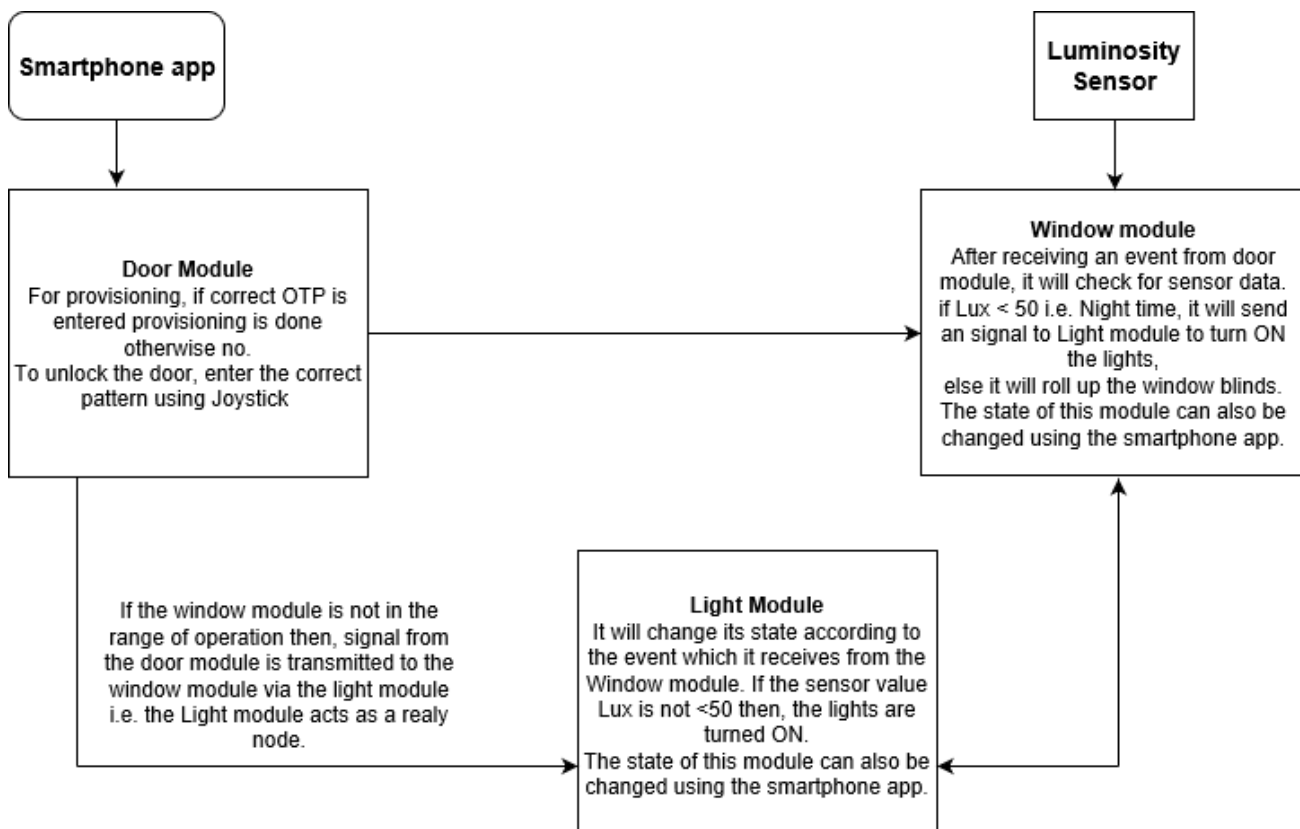 Smartphone app
Luminosity
Sensor
Door Module
For provisioning, if correct OTP is
entered provisioning is done
otherwise no.
To unlock the door, enter the correct
pattern using Joystick
Window module
After receiving an event from door
module, it will check for sensor data.
if Lux < 50 i.e. Night time, it will send
an signal to Light module to turn ON
the lights,
else it will roll up the window blinds.
The state of this module can also be
changed using the smartphone app.
If the window module is not in the
range of operation then, signal from
the door module is transmitted to the
window module via the light module
i.e. the Light module acts as a realy
node.
Light Module
It will change its state according to
the event which it receives from the
Window module. If the sensor value
Lux is not <50 then, the lights are
turned ON.
The state of this module can also be
changed using the smartphone app.